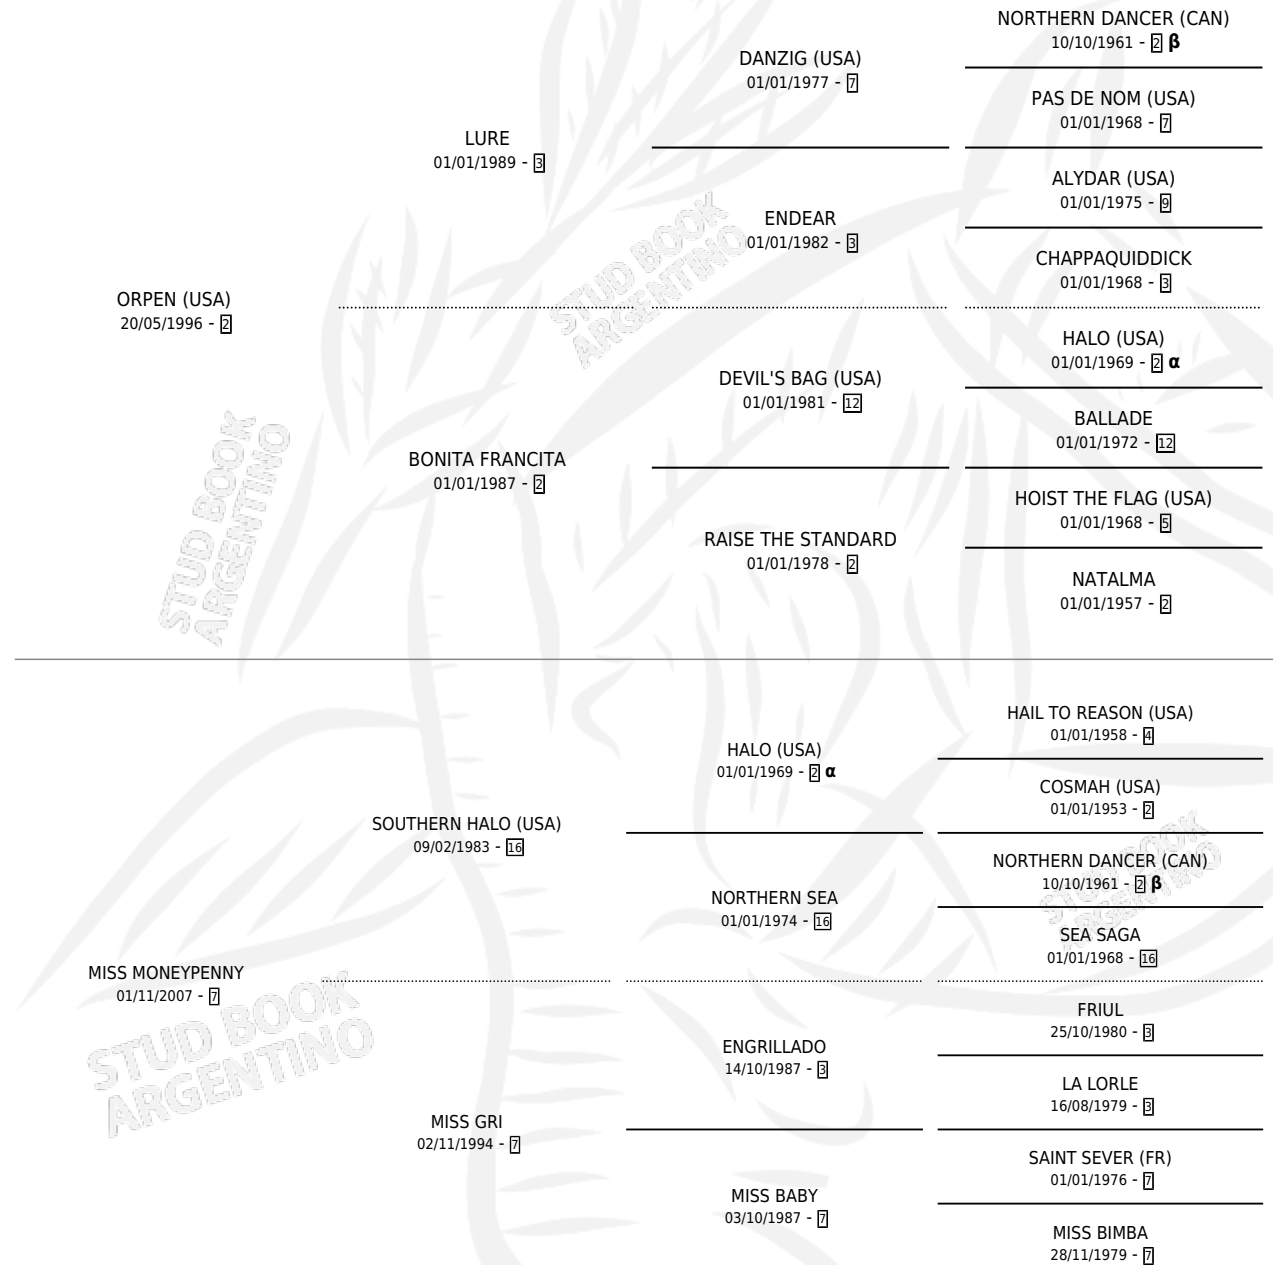 NORTHERN DANCER (CAN)
10/10/1961 - 2 β
DANZIG (USA)
01/01/1977 - 7
PAS DE NOM (USA)
01/01/1968 - 7
LURE
01/01/1989 - 3
ALYDAR (USA)
01/01/1975 - 9
ENDEAR
01/01/1982 - 3
CHAPPAQUIDDICK
01/01/1968 - 3
ORPEN (USA)
20/05/1996 - 2
HALO (USA)
01/01/1969 - 2 α
DEVIL'S BAG (USA)
01/01/1981 - 12
BALLADE
01/01/1972 - 12
BONITA FRANCITA
01/01/1987 - 2
HOIST THE FLAG (USA)
01/01/1968 - 5
RAISE THE STANDARD
01/01/1978 - 2
NATALMA
01/01/1957 - 2
HAIL TO REASON (USA)
01/01/1958 - 4
HALO (USA)
01/01/1969 - 2 α
COSMAH (USA)
01/01/1953 - 2
SOUTHERN HALO (USA)
09/02/1983 - 16
NORTHERN DANCER (CAN)
10/10/1961 - 2 β
NORTHERN SEA
01/01/1974 - 16
SEA SAGA
01/01/1968 - 16
MISS MONEYPENNY
01/11/2007 - 7
FRIUL
25/10/1980 - 3
ENGRILLADO
14/10/1987 - 3
LA LORLE
16/08/1979 - 3
MISS GRI
02/11/1994 - 7
SAINT SEVER (FR)
01/01/1976 - 7
MISS BABY
03/10/1987 - 7
MISS BIMBA
28/11/1979 - 7
STUD BOOK
ARGENTINO
STUD BOOK
ARGENTINO
STUD BOOK
ARGENTINO
STUD BOOK
ARGENTINO